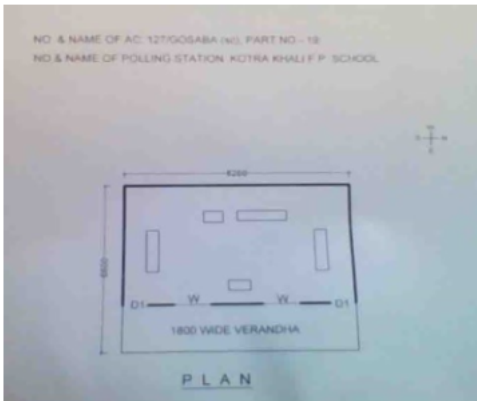 NO. & NAME OF AC: 127/GOSABA (SC), PART NO:- 19
NO.& NAME OF POLLING STATION: KOTRA KHALI F.P. SCHOOL
D1 W W D1
1800 WIDE VERANDHA
PLAN